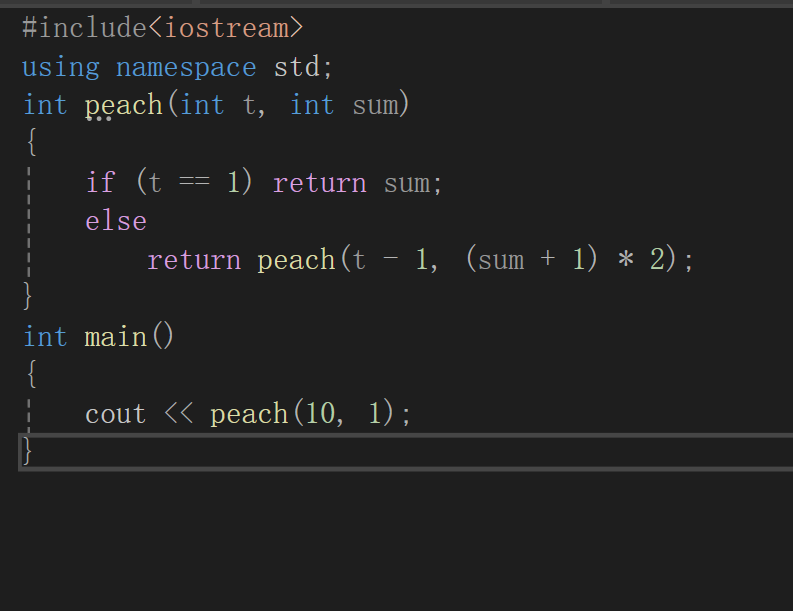 #include<iostream>
using namespace std;
int peach(int t, int sum)
{
    if (t == 1) return sum;
    else
        return peach(t - 1, (sum + 1) * 2);
}
int main()
{
    cout << peach(10, 1);
}